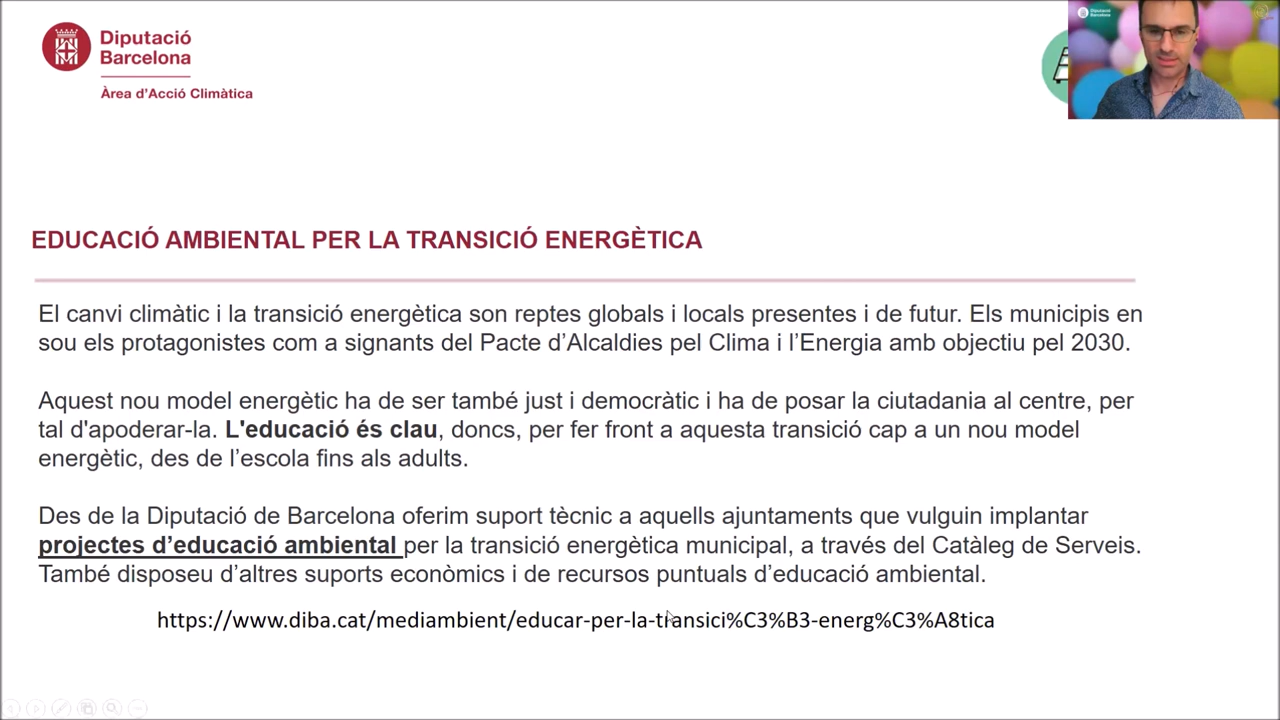 Diputació
Barcelona
Àrea d'Acció Climàtica
Diputació
Barcelona
EDUCACIÓ AMBIENTAL PER LA TRANSICIÓ ENERGÈTICA
El canvi climàtic i la transició energètica son reptes globals i locals presentes i de futur. Els municipis en
sou els protagonistes com a signants del Pacte d’Alcaldies pel Clima i l’Energia amb objectiu pel 2030.
Aquest nou model energètic ha de ser també just i democràtic i ha de posar la ciutadania al centre, per
tal d'apoderar-la. L'educació és clau, doncs, per fer front a aquesta transició cap a un nou model
energètic, des de l’escola fins als adults.
Des de la Diputació de Barcelona oferim suport tècnic a aquells ajuntaments que vulguin implantar
projectes d’educació ambiental per la transició energètica municipal, a través del Catàleg de Serveis.
També disposeu d’altres suports econòmics i de recursos puntuals d’educació ambiental.
https://www.diba.cat/mediambient/educar-per-la-transici%C3%B3-energ%C3%A8tica